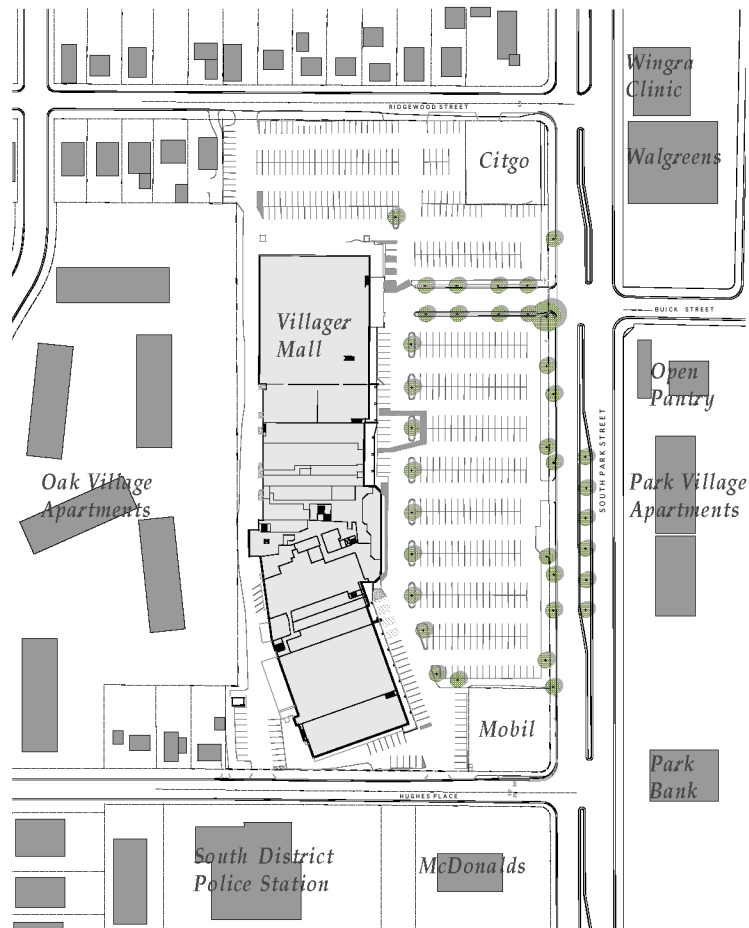 Wingra
Clinic
RIDGEWOOD STREET
Citgo
Walgreens
Villager
Mall
BUICK STREET
Open
Pantry
SOUTH PARK STREET
Oak Village
Apartments
Park Village
Apartments
Mobil
Park
Bank
HUGHES PLACE
South District
Police Station
McDonalds